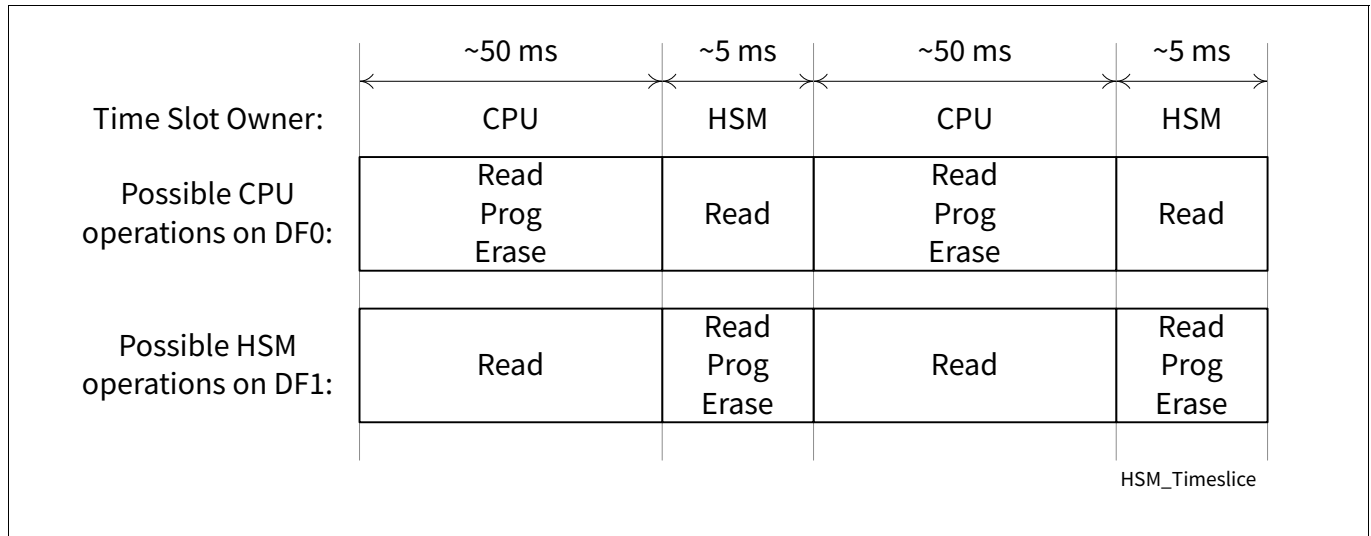 ~50 ms ~5 ms ~50 ms ~5 ms
Time Slot Owner: CPU HSM CPU HSM
Possible CPU
operations on DF0:
Read
Prog
Erase
Read
Read
Prog
Erase
Read
Possible HSM
operations on DF1:
Read
Read
Prog
Erase
Read
Read
Prog
Erase
HSM_Timeslice